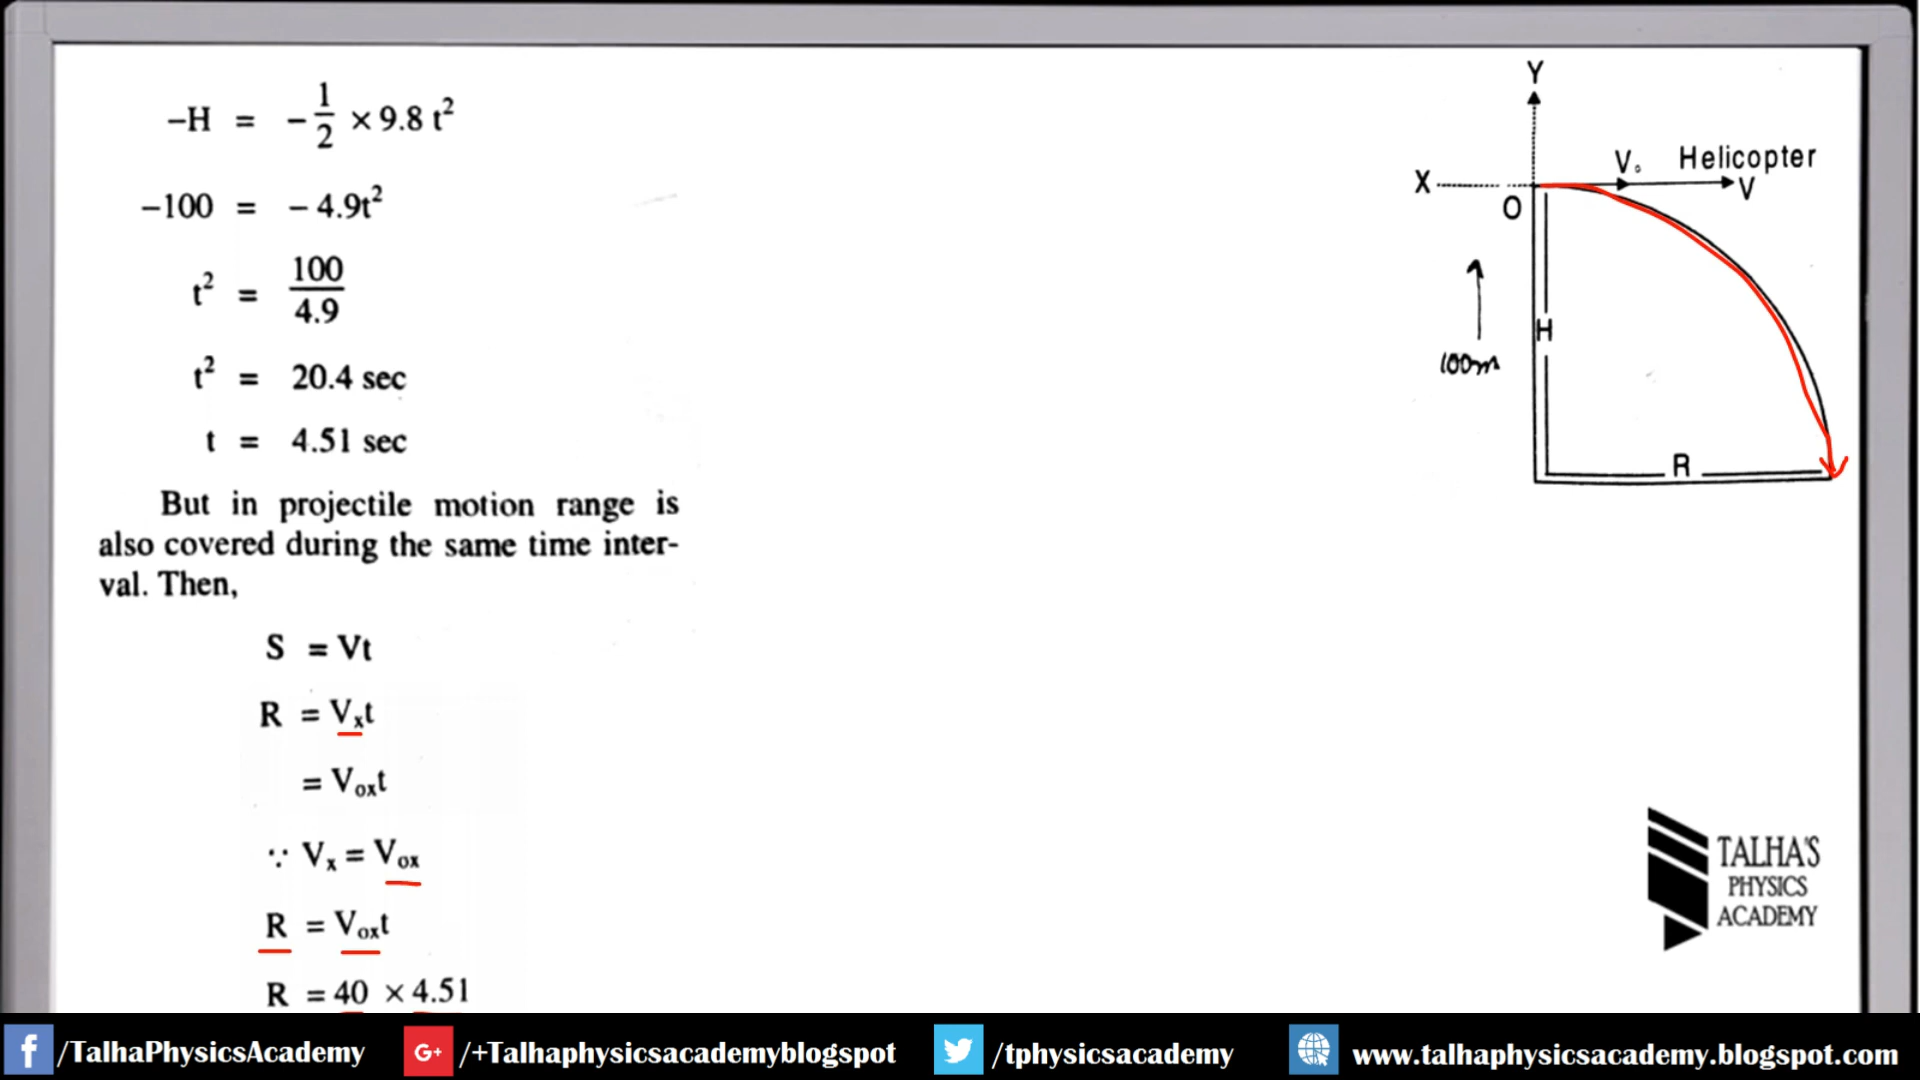 −H = −1/2 × 9.8 t²
−100 = − 4.9t²
t² = 100/4.9
t² = 20.4 sec
t = 4.51 sec
But in projectile motion range is
also covered during the same time inter-
val. Then,
S = Vt
R = Vₓt
= Vₒₓt
∵ Vₓ = Vₒₓ
R = Vₒₓt
R = 40 × 4.51
Y
X
V₀ Helicopter
V
O
H
100m
R
TALHA'S
PHYSICS
ACADEMY
f /TalhaPhysicsAcademy G+ /+Talhaphysicsacademyblogspot /tphysicsacademy www.talhaphysicsacademy.blogspot.com